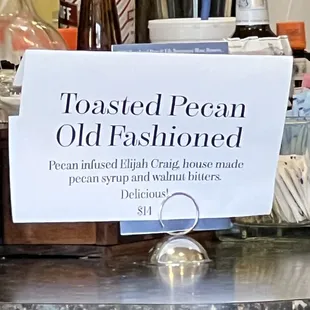 Toasted Pecan
Old Fashioned
Pecan infused Elijah Craig, house made
pecan syrup and walnut bitters.
Delicious!
$14